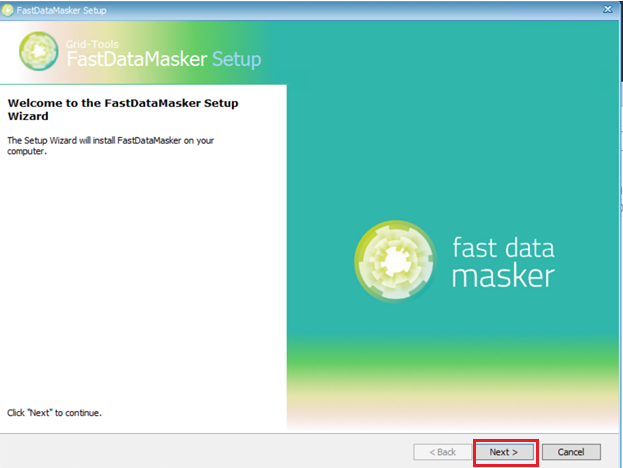 FastDataMasker Setup
Grid-Tools
FastDataMasker Setup
Welcome to the FastDataMasker Setup
Wizard
The Setup Wizard will install FastDataMasker on your
computer.
fast data
masker
Click "Next" to continue.
< Back
Next >
Cancel